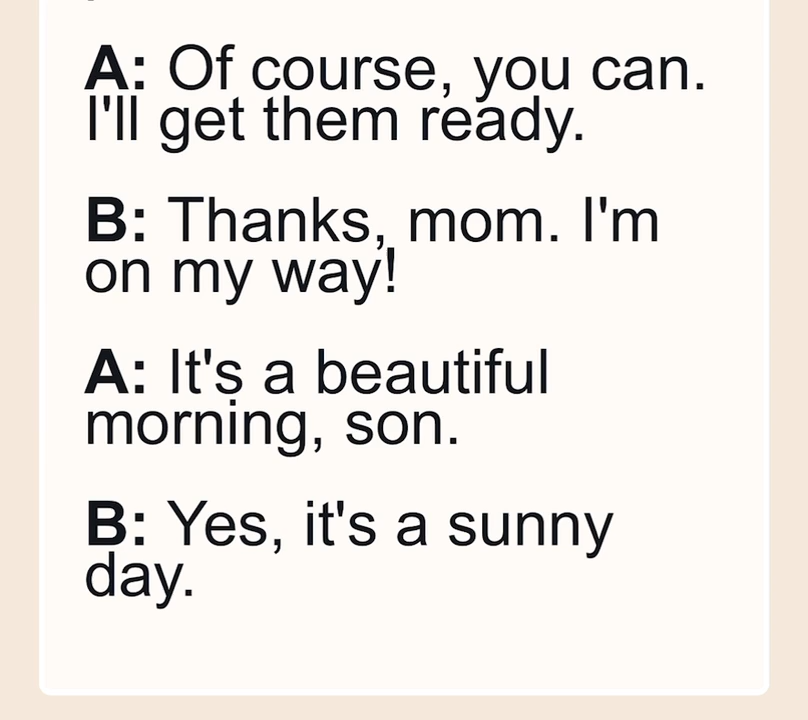 A: Of course, you can.
I'll get them ready.
B: Thanks, mom. I'm
on my way!
A: It's a beautiful
morning, son.
B: Yes, it's a sunny
day.